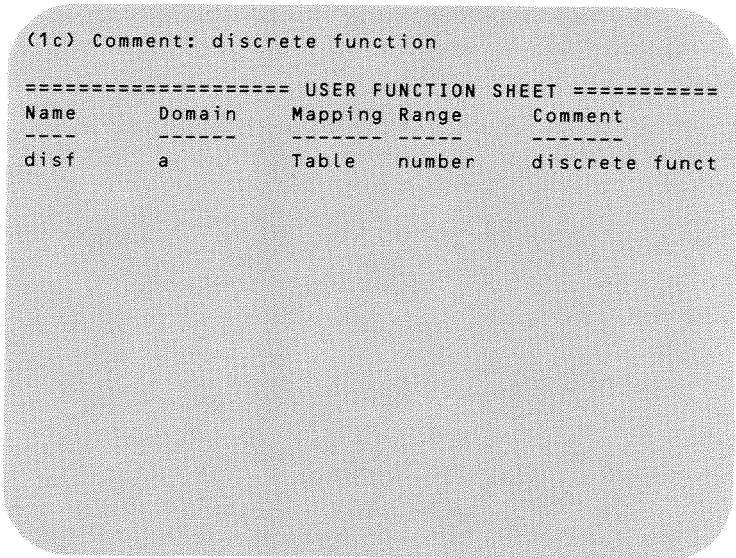 (1c) Comment: discrete function
==================== USER FUNCTION SHEET ===========
Name Domain Mapping Range Comment
---- ------ ------- ----- -------
disf a Table number discrete funct